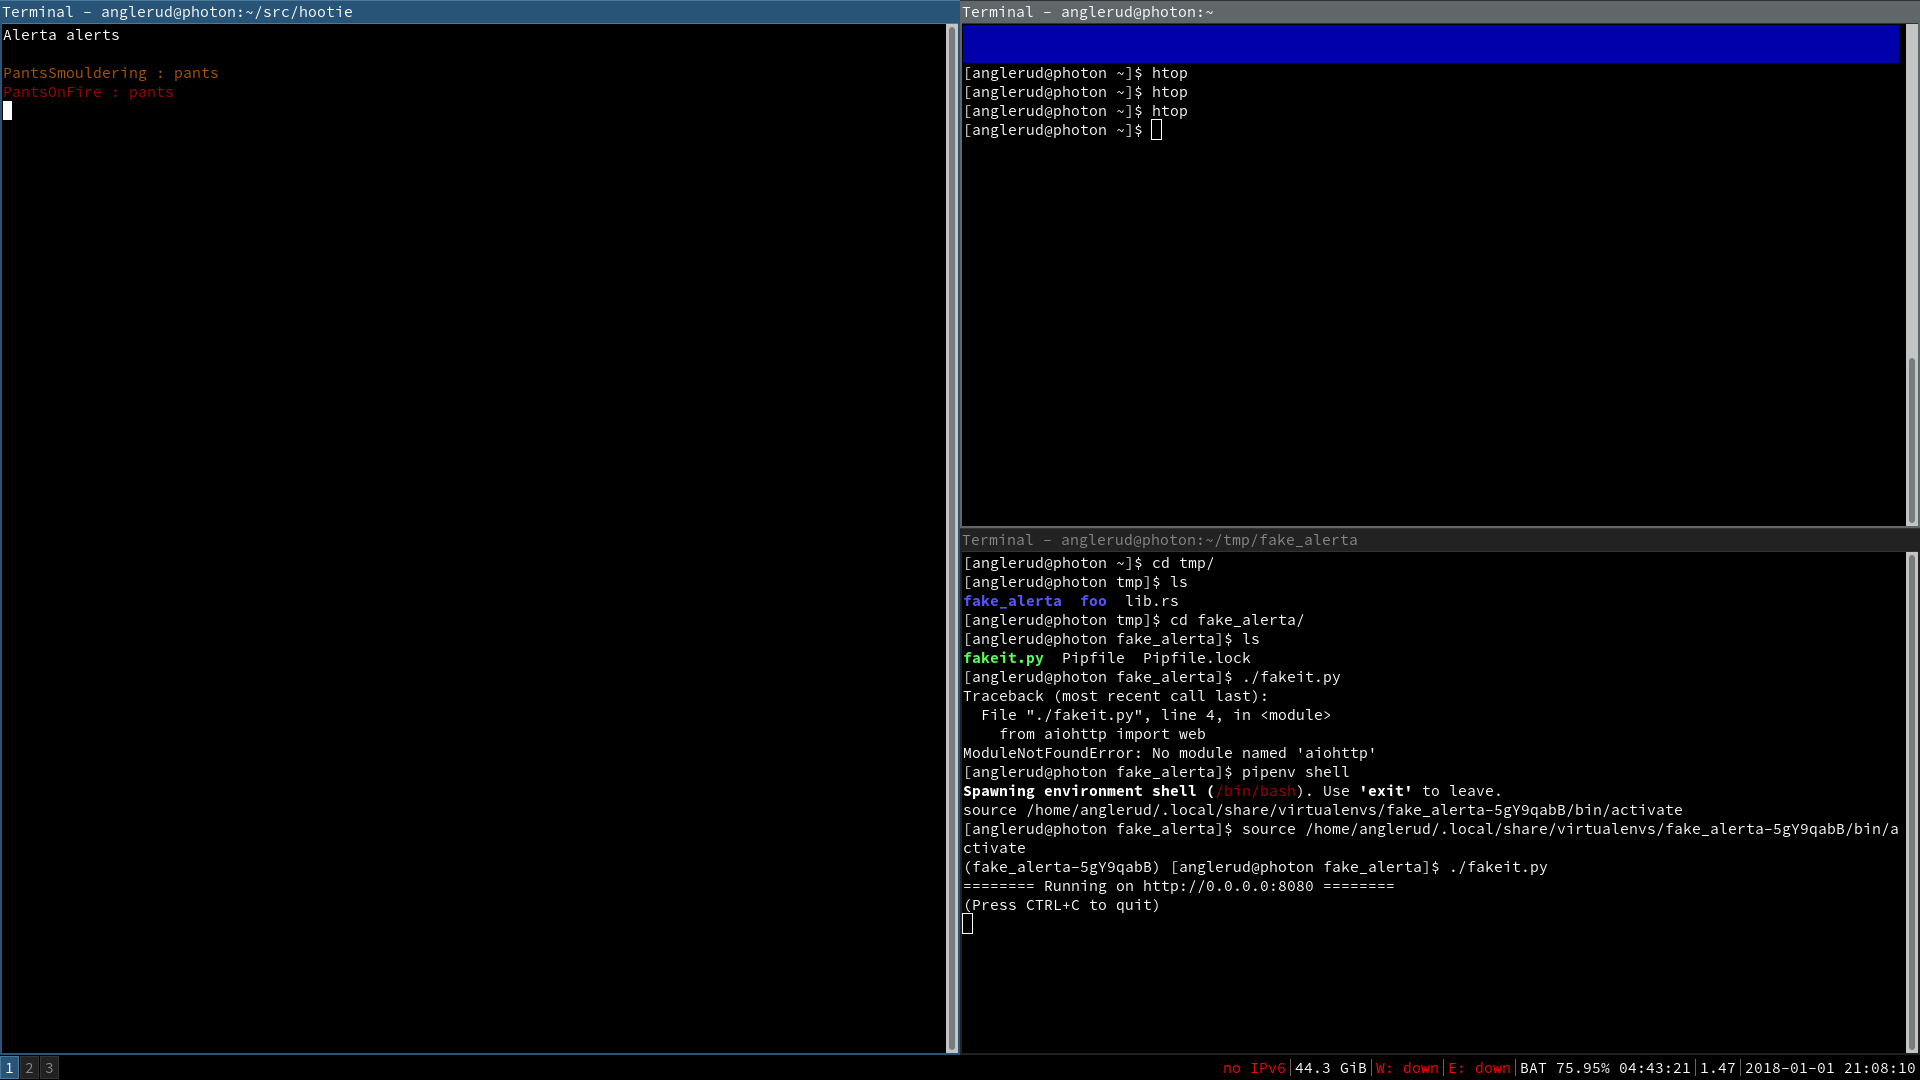 Terminal - anglerud@photon:~/src/hootie
Alerta alerts
PantsSmouldering : pants
PantsOnFire : pants
Terminal - anglerud@photon:~
[anglerud@photon ~]$ htop
[anglerud@photon ~]$ htop
[anglerud@photon ~]$ htop
[anglerud@photon ~]$
Terminal - anglerud@photon:~/tmp/fake_alerta
[anglerud@photon ~]$ cd tmp/
[anglerud@photon tmp]$ ls
fake_alerta  foo  lib.rs
[anglerud@photon tmp]$ cd fake_alerta/
[anglerud@photon fake_alerta]$ ls
fakeit.py  Pipfile  Pipfile.lock
[anglerud@photon fake_alerta]$ ./fakeit.py
Traceback (most recent call last):
  File "./fakeit.py", line 4, in <module>
    from aiohttp import web
ModuleNotFoundError: No module named 'aiohttp'
[anglerud@photon fake_alerta]$ pipenv shell
Spawning environment shell (/bin/bash). Use 'exit' to leave.
source /home/anglerud/.local/share/virtualenvs/fake_alerta-5gY9qabB/bin/activate
[anglerud@photon fake_alerta]$ source /home/anglerud/.local/share/virtualenvs/fake_alerta-5gY9qabB/bin/a
ctivate
(fake_alerta-5gY9qabB) [anglerud@photon fake_alerta]$ ./fakeit.py
======== Running on http://0.0.0.0:8080 ========
(Press CTRL+C to quit)
1 2 3
no IPv6|44.3 GiB|W: down|E: down|BAT 75.95% 04:43:21|1.47|2018-01-01 21:08:10